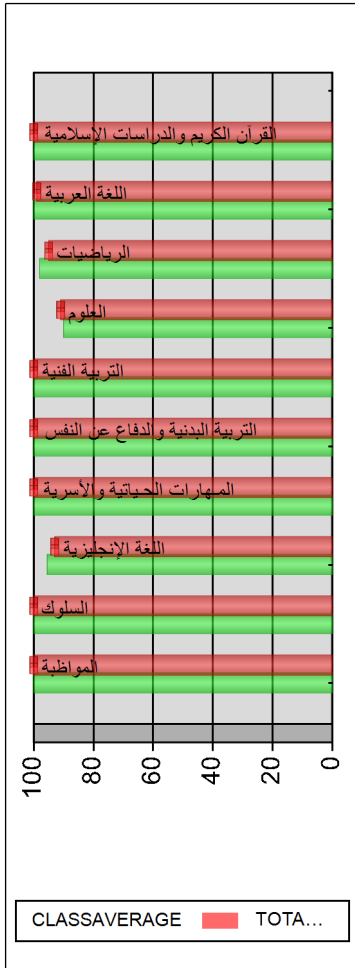 القرآن الكريم والدراسات الإسلامية
اللغة العربية
الرياضيات
العلوم
التربية الفنية
التربية البدنية والدفاع عن النفس
المهارات الحياتية والأسرية
اللغة الإنجليزية
السلوك
المواظبة
100 80 60 40 20 0
CLASSAVERAGE TOTA...